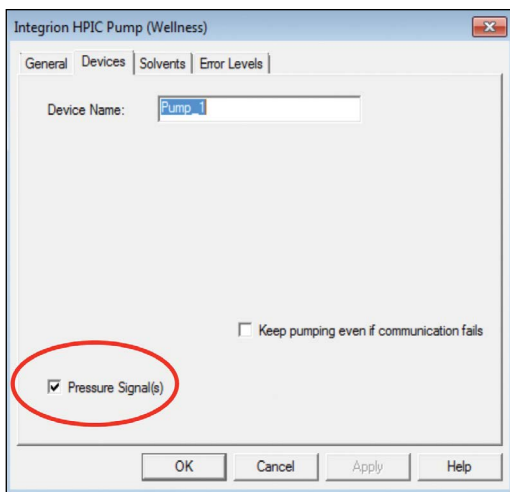 Integrion HPIC Pump (Wellness)
General Devices Solvents Error Levels
Device Name: Pump_1
Keep pumping even if communication fails
Pressure Signal(s)
OK Cancel Apply Help